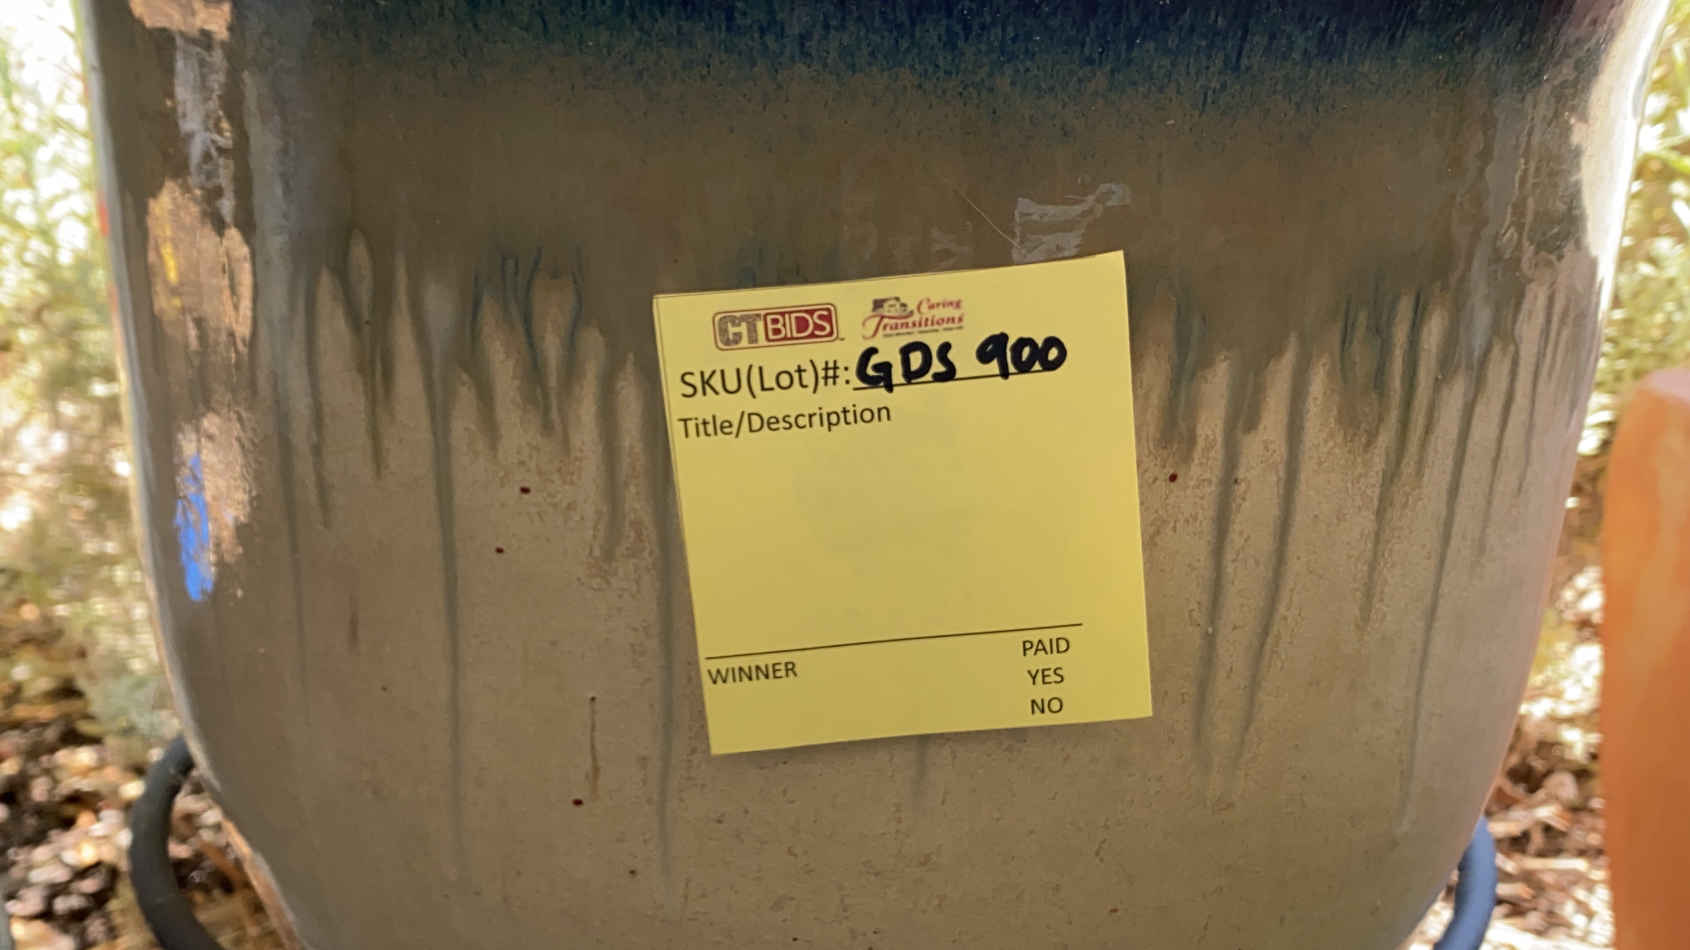 CTBIDS Caring Transitions
SKU(Lot)#: GDS 900
Title/Description
PAID
WINNER
YES
NO